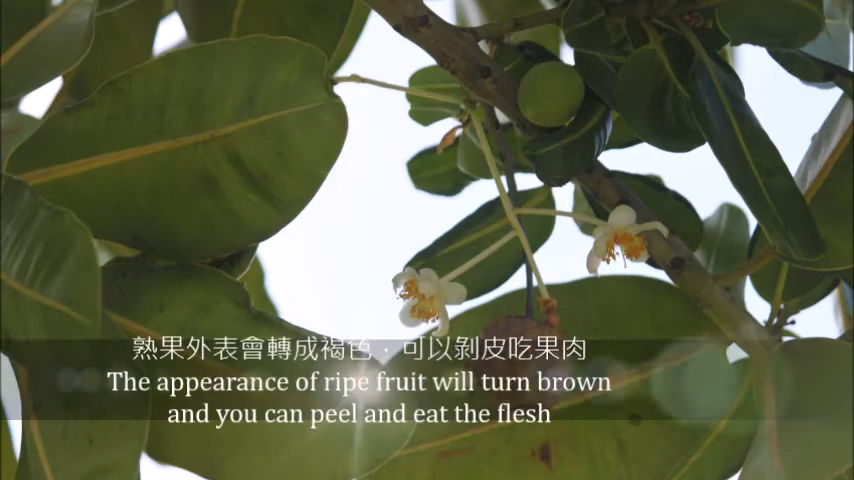 熟果外表會轉成褐色，可以剝皮吃果肉
The appearance of ripe fruit will turn brown
and you can peel and eat the flesh